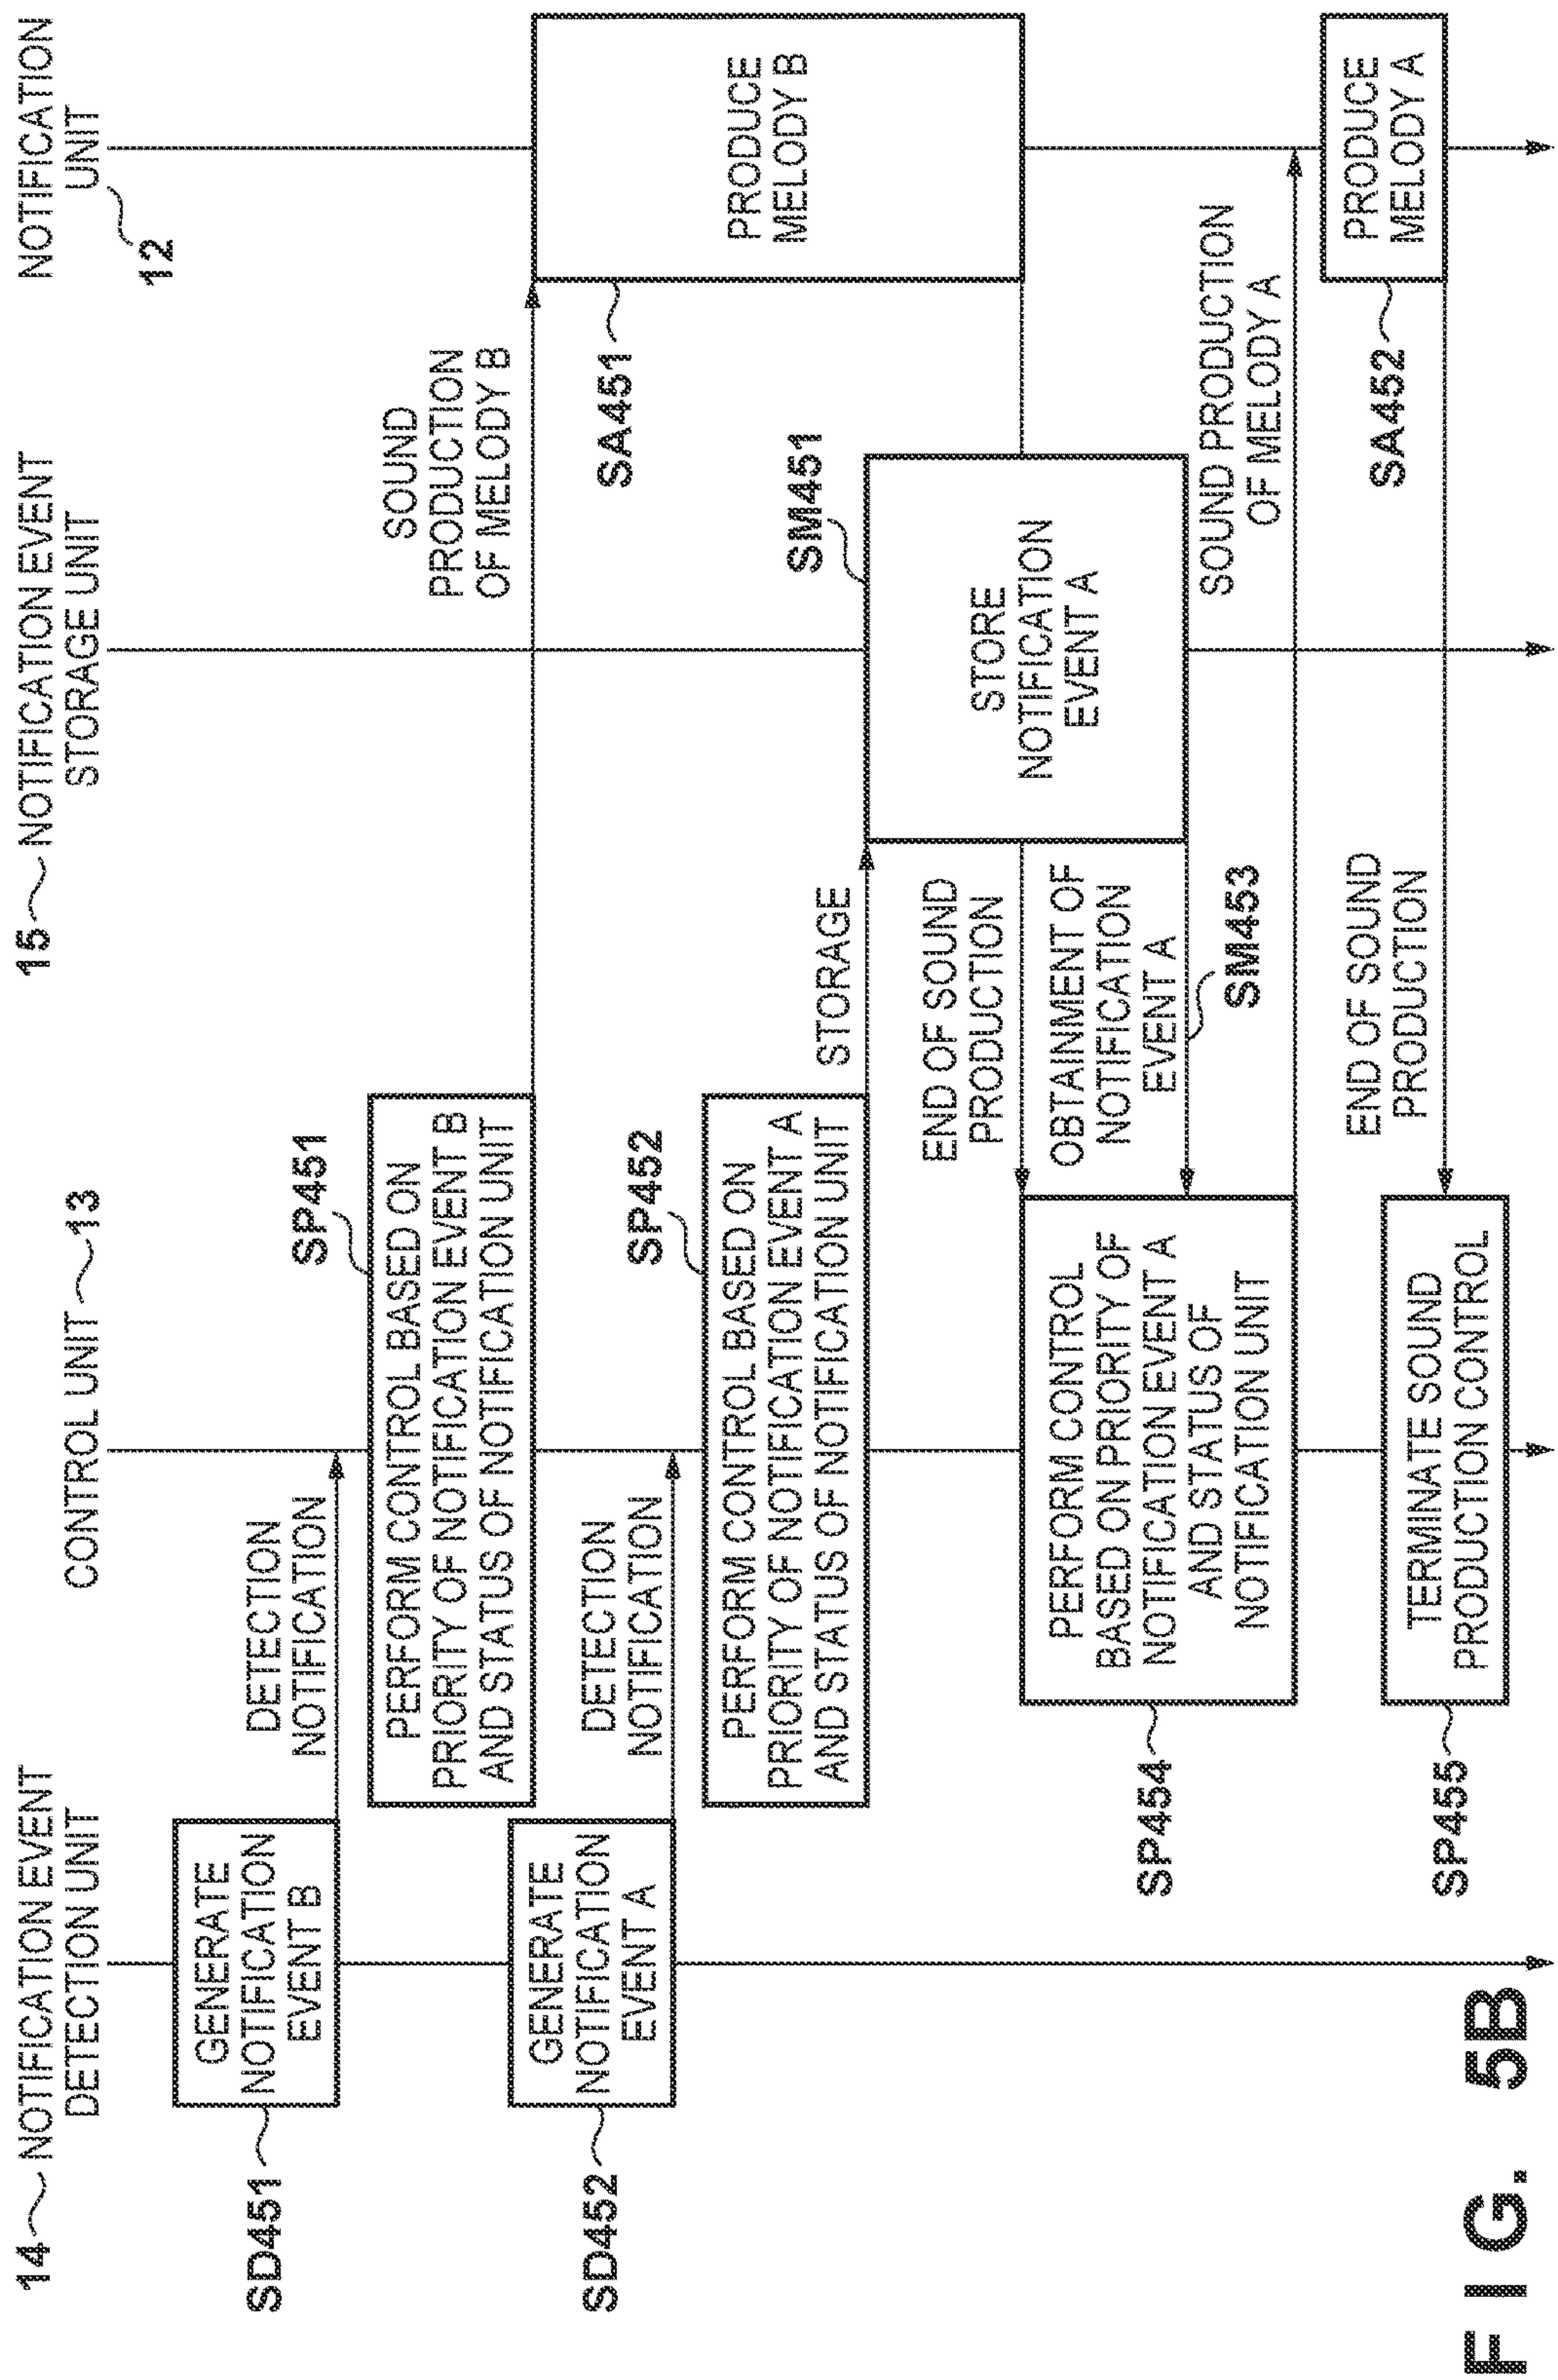 14 NOTIFICATION EVENT
DETECTION UNIT
CONTROL UNIT 13
15 NOTIFICATION EVENT
STORAGE UNIT
NOTIFICATION
UNIT
12
SD451
GENERATE
NOTIFICATION
EVENT B
DETECTION
NOTIFICATION
SP451
PERFORM CONTROL BASED ON
PRIORITY OF NOTIFICATION EVENT B
AND STATUS OF NOTIFICATION UNIT
SOUND
PRODUCTION
OF MELODY B
SA451
PRODUCE
MELODY B
SD452
GENERATE
NOTIFICATION
EVENT A
DETECTION
NOTIFICATION
SP452
PERFORM CONTROL BASED ON
PRIORITY OF NOTIFICATION EVENT A
AND STATUS OF NOTIFICATION UNIT
STORAGE
SM451
STORE
NOTIFICATION
EVENT A
END OF SOUND
PRODUCTION
OBTAINMENT OF
NOTIFICATION
EVENT A
SM453
SP454
PERFORM CONTROL
BASED ON PRIORITY OF
NOTIFICATION EVENT A
AND STATUS OF
NOTIFICATION UNIT
SOUND PRODUCTION
OF MELODY A
SA452
PRODUCE
MELODY A
END OF SOUND
PRODUCTION
SP455
TERMINATE SOUND
PRODUCTION CONTROL
FIG. 5B